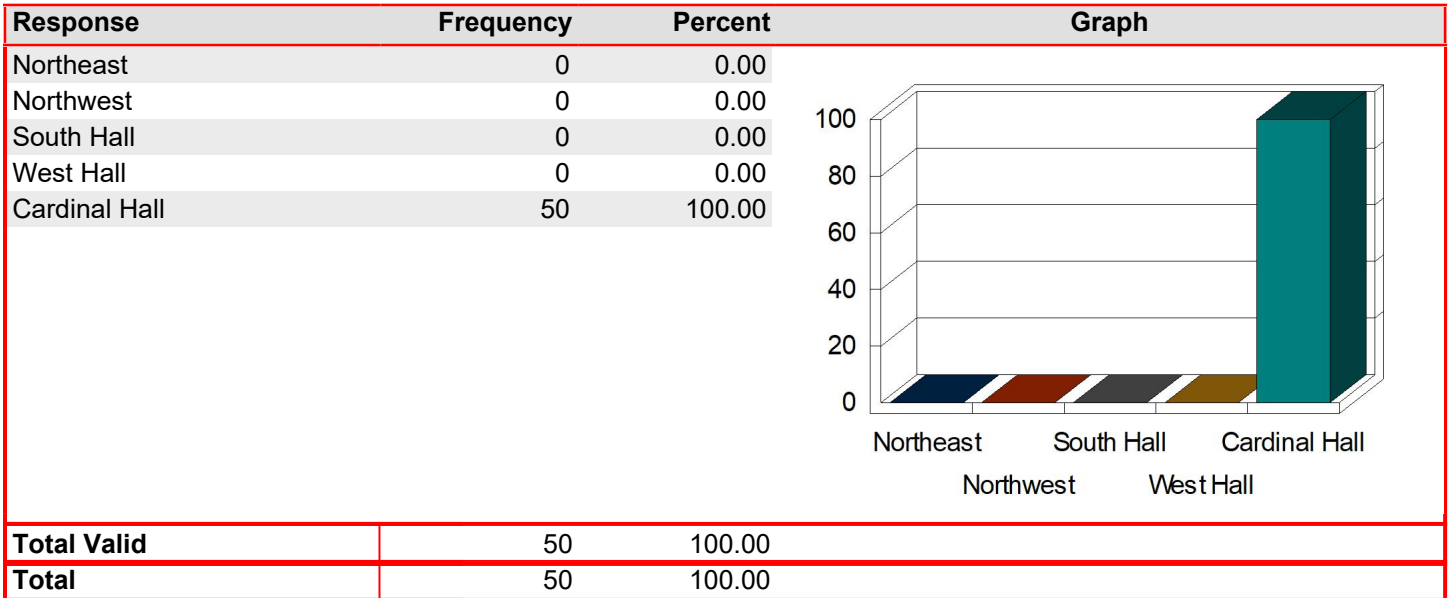 Response Frequency Percent Graph
Northeast 0 0.00
Northwest 0 0.00
South Hall 0 0.00
West Hall 0 0.00
Cardinal Hall 50 100.00
100
80
60
40
20
0
Northeast South Hall Cardinal Hall
Northwest West Hall
Total Valid 50 100.00
Total 50 100.00